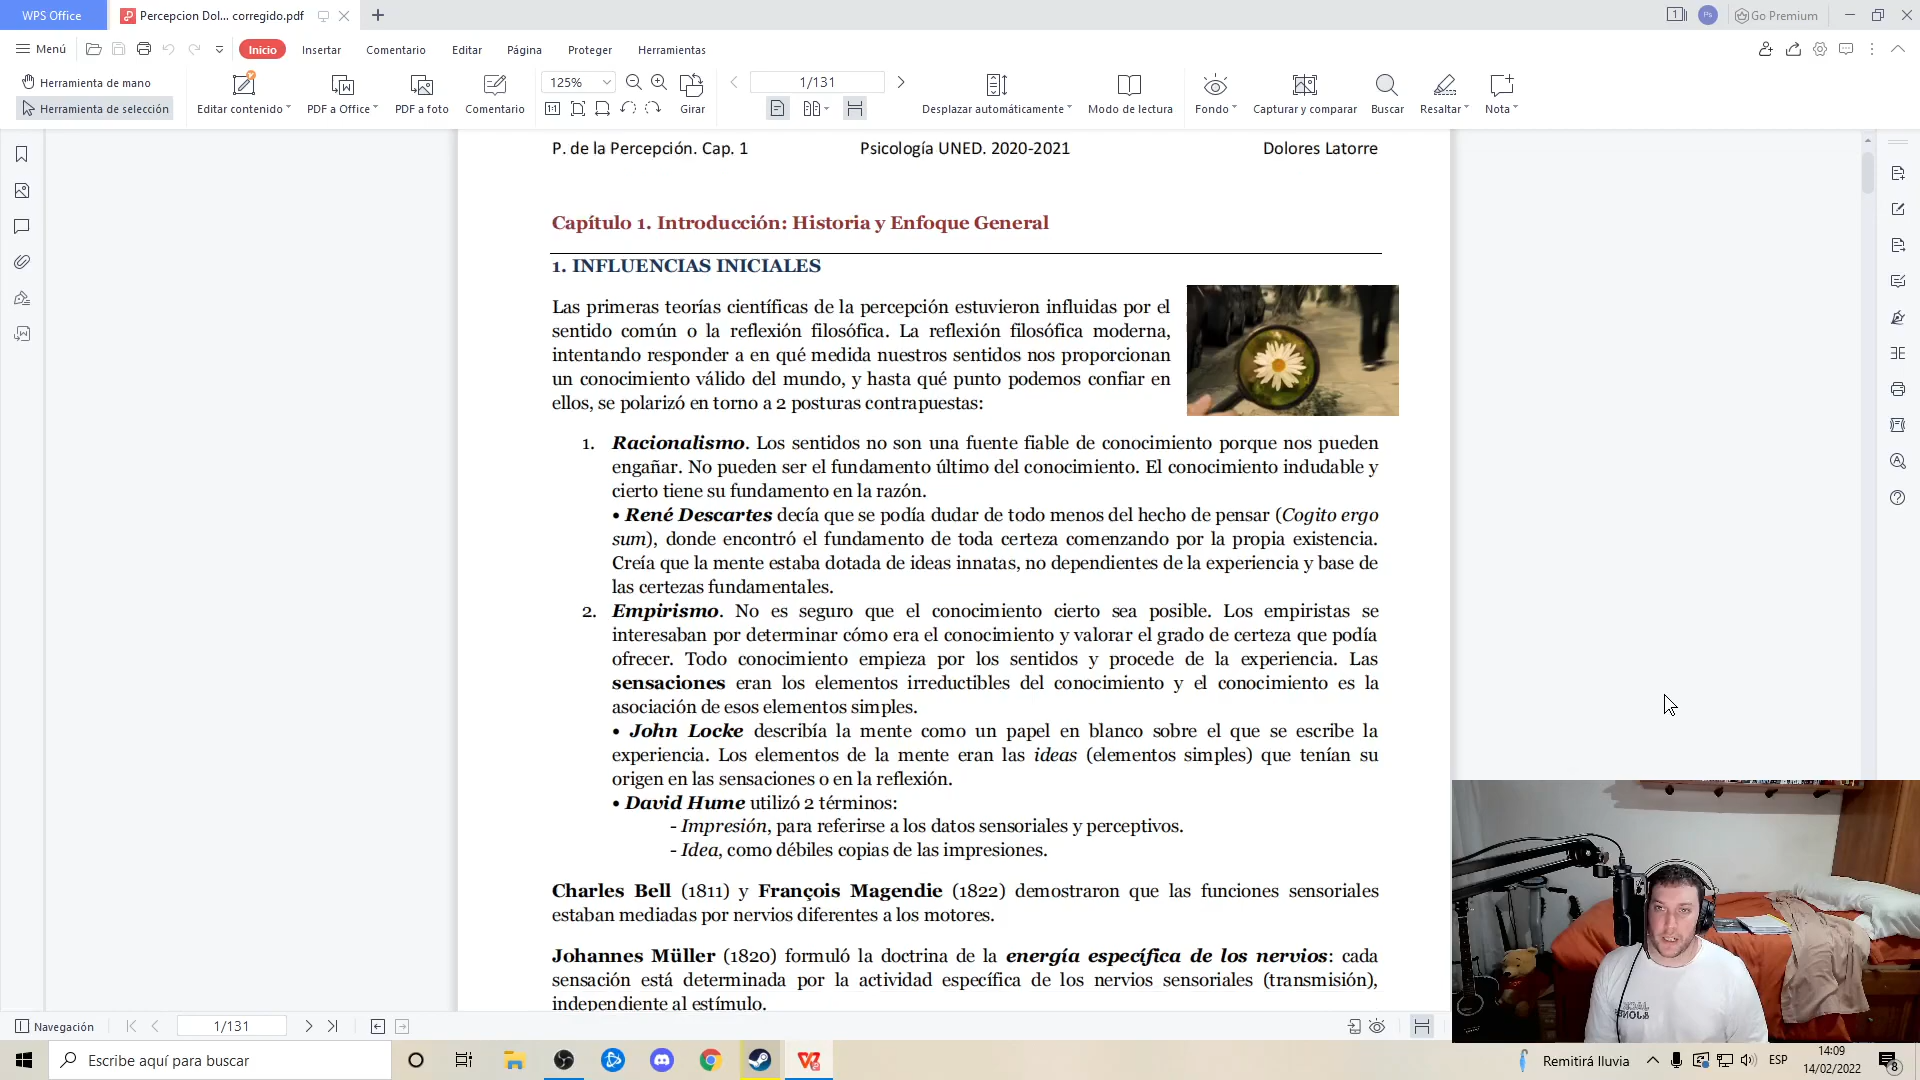 WPS Office
Percepcion Dol... corregido.pdf
1
Ps
Go Premium
Menú
Inicio
Insertar
Comentario
Editar
Página
Proteger
Herramientas
Herramienta de mano
Herramienta de selección
Editar contenido
PDF a Office
PDF a foto
Comentario
125%
Girar
1/131
Desplazar automáticamente
Modo de lectura
Fondo
Capturar y comparar
Buscar
Resaltar
Nota
P. de la Percepción. Cap. 1
Psicología UNED. 2020-2021
Dolores Latorre
Capítulo 1. Introducción: Historia y Enfoque General
1. INFLUENCIAS INICIALES
Las primeras teorías científicas de la percepción estuvieron influidas por el
sentido común o la reflexión filosófica. La reflexión filosófica moderna,
intentando responder a en qué medida nuestros sentidos nos proporcionan
un conocimiento válido del mundo, y hasta qué punto podemos confiar en
ellos, se polarizó en torno a 2 posturas contrapuestas:
1. Racionalismo. Los sentidos no son una fuente fiable de conocimiento porque nos pueden
engañar. No pueden ser el fundamento último del conocimiento. El conocimiento indudable y
cierto tiene su fundamento en la razón.
• René Descartes decía que se podía dudar de todo menos del hecho de pensar (Cogito ergo
sum), donde encontró el fundamento de toda certeza comenzando por la propia existencia.
Creía que la mente estaba dotada de ideas innatas, no dependientes de la experiencia y base de
las certezas fundamentales.
2. Empirismo. No es seguro que el conocimiento cierto sea posible. Los empiristas se
interesaban por determinar cómo era el conocimiento y valorar el grado de certeza que podía
ofrecer. Todo conocimiento empieza por los sentidos y procede de la experiencia. Las
sensaciones eran los elementos irreductibles del conocimiento y el conocimiento es la
asociación de esos elementos simples.
• John Locke describía la mente como un papel en blanco sobre el que se escribe la
experiencia. Los elementos de la mente eran las ideas (elementos simples) que tenían su
origen en las sensaciones o en la reflexión.
• David Hume utilizó 2 términos:
- Impresión, para referirse a los datos sensoriales y perceptivos.
- Idea, como débiles copias de las impresiones.
Charles Bell (1811) y François Magendie (1822) demostraron que las funciones sensoriales
estaban mediadas por nervios diferentes a los motores.
Johannes Müller (1820) formuló la doctrina de la energía específica de los nervios: cada
sensación está determinada por la actividad específica de los nervios sensoriales (transmisión),
independiente al estímulo.
Navegación
1/131
Escribe aquí para buscar
Remitirá lluvia
ESP
14:09
14/02/2022
8